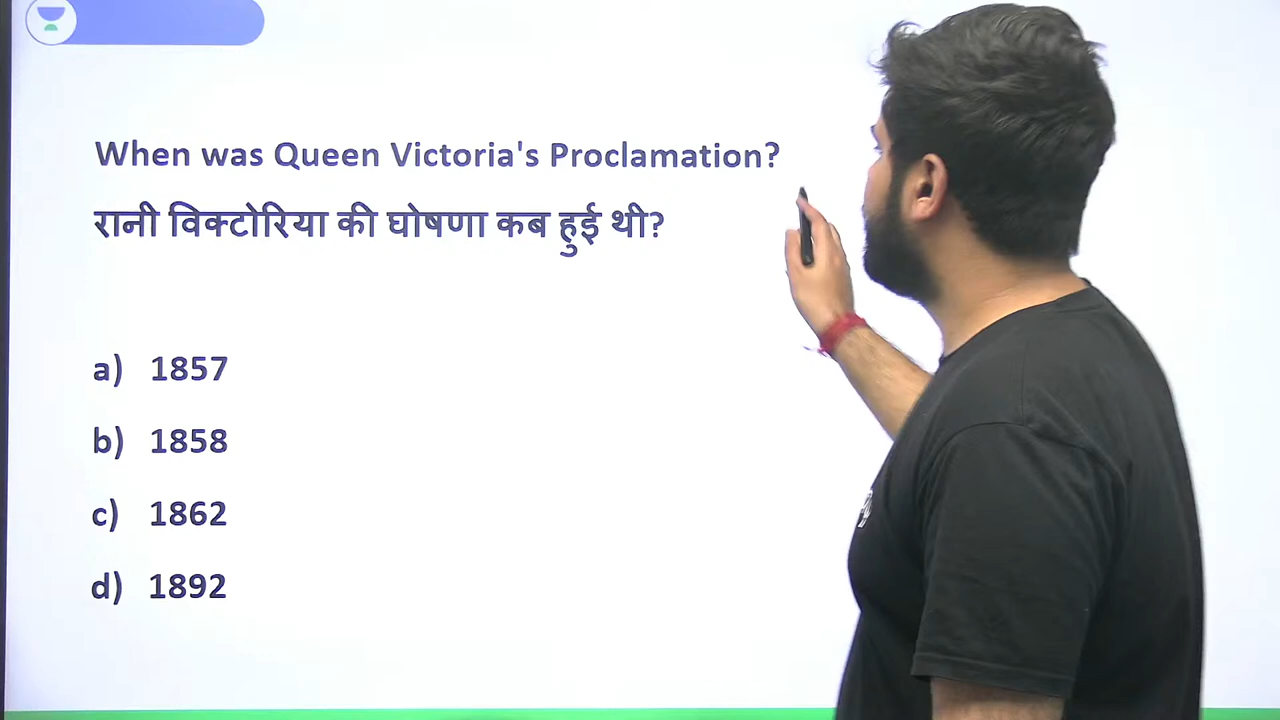 When was Queen Victoria's Proclamation?
रानी विक्टोरिया की घोषणा कब हुई थी?
a) 1857
b) 1858
c) 1862
d) 1892